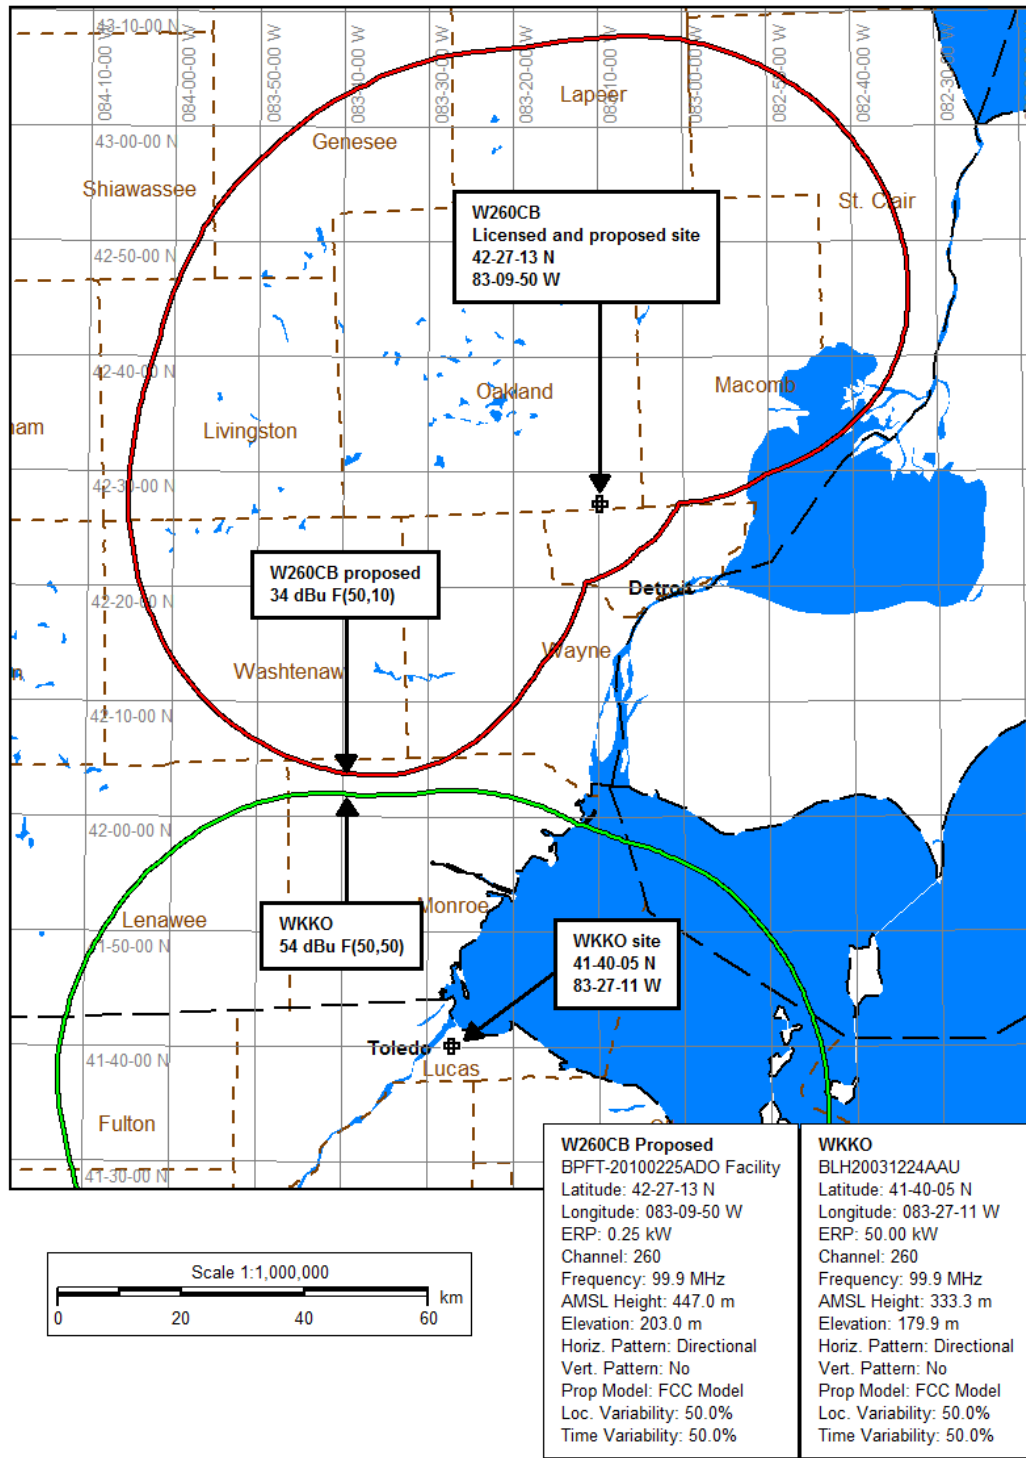 43-10-00 N
084-10-00 W
084-00-00 W
083-50-00 W
083-40-00 W
083-30-00 W
083-20-00 W
083-10-00 W
083-00-00 W
082-50-00 W
082-40-00 W
082-30-00 W
Lapeer
Genesee
43-00-00 N
Shiawassee
St. Clair
W260CB
Licensed and proposed site
42-27-13 N
83-09-50 W
42-50-00 N
42-40-00 N
Oakland
Macomb
ham
Livingston
42-30-00 N
W260CB proposed
34 dBu F(50,10)
42-20-00 N
Detroit
Wayne
Washtenaw
42-10-00 N
42-00-00 N
Lenawee
Monroe
WKKO
54 dBu F(50,50)
1-50-00 N
WKKO site
41-40-05 N
83-27-11 W
Toledo
41-40-00 N
Lucas
Fulton
41-30-00 N
W260CB Proposed
BPFT-20100225ADO Facility
Latitude: 42-27-13 N
Longitude: 083-09-50 W
ERP: 0.25 kW
Channel: 260
Frequency: 99.9 MHz
AMSL Height: 447.0 m
Elevation: 203.0 m
Horiz. Pattern: Directional
Vert. Pattern: No
Prop Model: FCC Model
Loc. Variability: 50.0%
Time Variability: 50.0%
WKKO
BLH20031224AAU
Latitude: 41-40-05 N
Longitude: 083-27-11 W
ERP: 50.00 kW
Channel: 260
Frequency: 99.9 MHz
AMSL Height: 333.3 m
Elevation: 179.9 m
Horiz. Pattern: Directional
Vert. Pattern: No
Prop Model: FCC Model
Loc. Variability: 50.0%
Time Variability: 50.0%
Scale 1:1,000,000
km
0 20 40 60